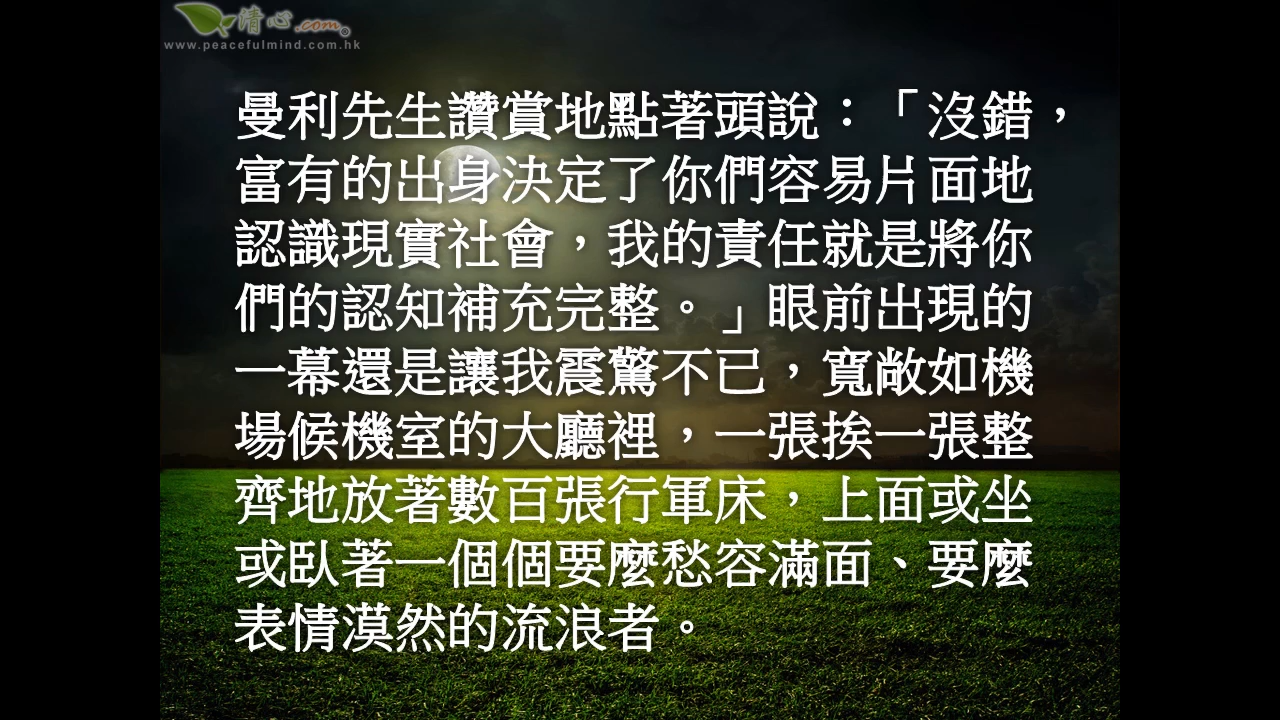 清心.com®
www.peacefulmind.com.hk
曼利先生讚賞地點著頭說：「沒錯，
富有的出身決定了你們容易片面地
認識現實社會，我的責任就是將你
們的認知補充完整。」眼前出現的
一幕還是讓我震驚不已，寬敞如機
場候機室的大廳裡，一張挨一張整
齊地放著數百張行軍床，上面或坐
或臥著一個個要麼愁容滿面、要麼
表情漠然的流浪者。